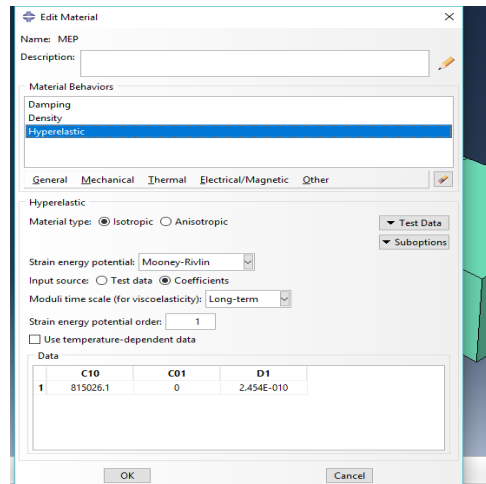 Edit Material
Name: MEP
Description:
Material Behaviors
Damping
Density
Hyperelastic
General Mechanical Thermal Electrical/Magnetic Other
Hyperelastic
Material type: Isotropic Anisotropic
Test Data
Suboptions
Strain energy potential: Mooney-Rivlin
Input source: Test data Coefficients
Moduli time scale (for viscoelasticity): Long-term
Strain energy potential order: 1
Use temperature-dependent data
Data
C10 C01 D1
1 815026.1 0 2.454E-010
OK Cancel